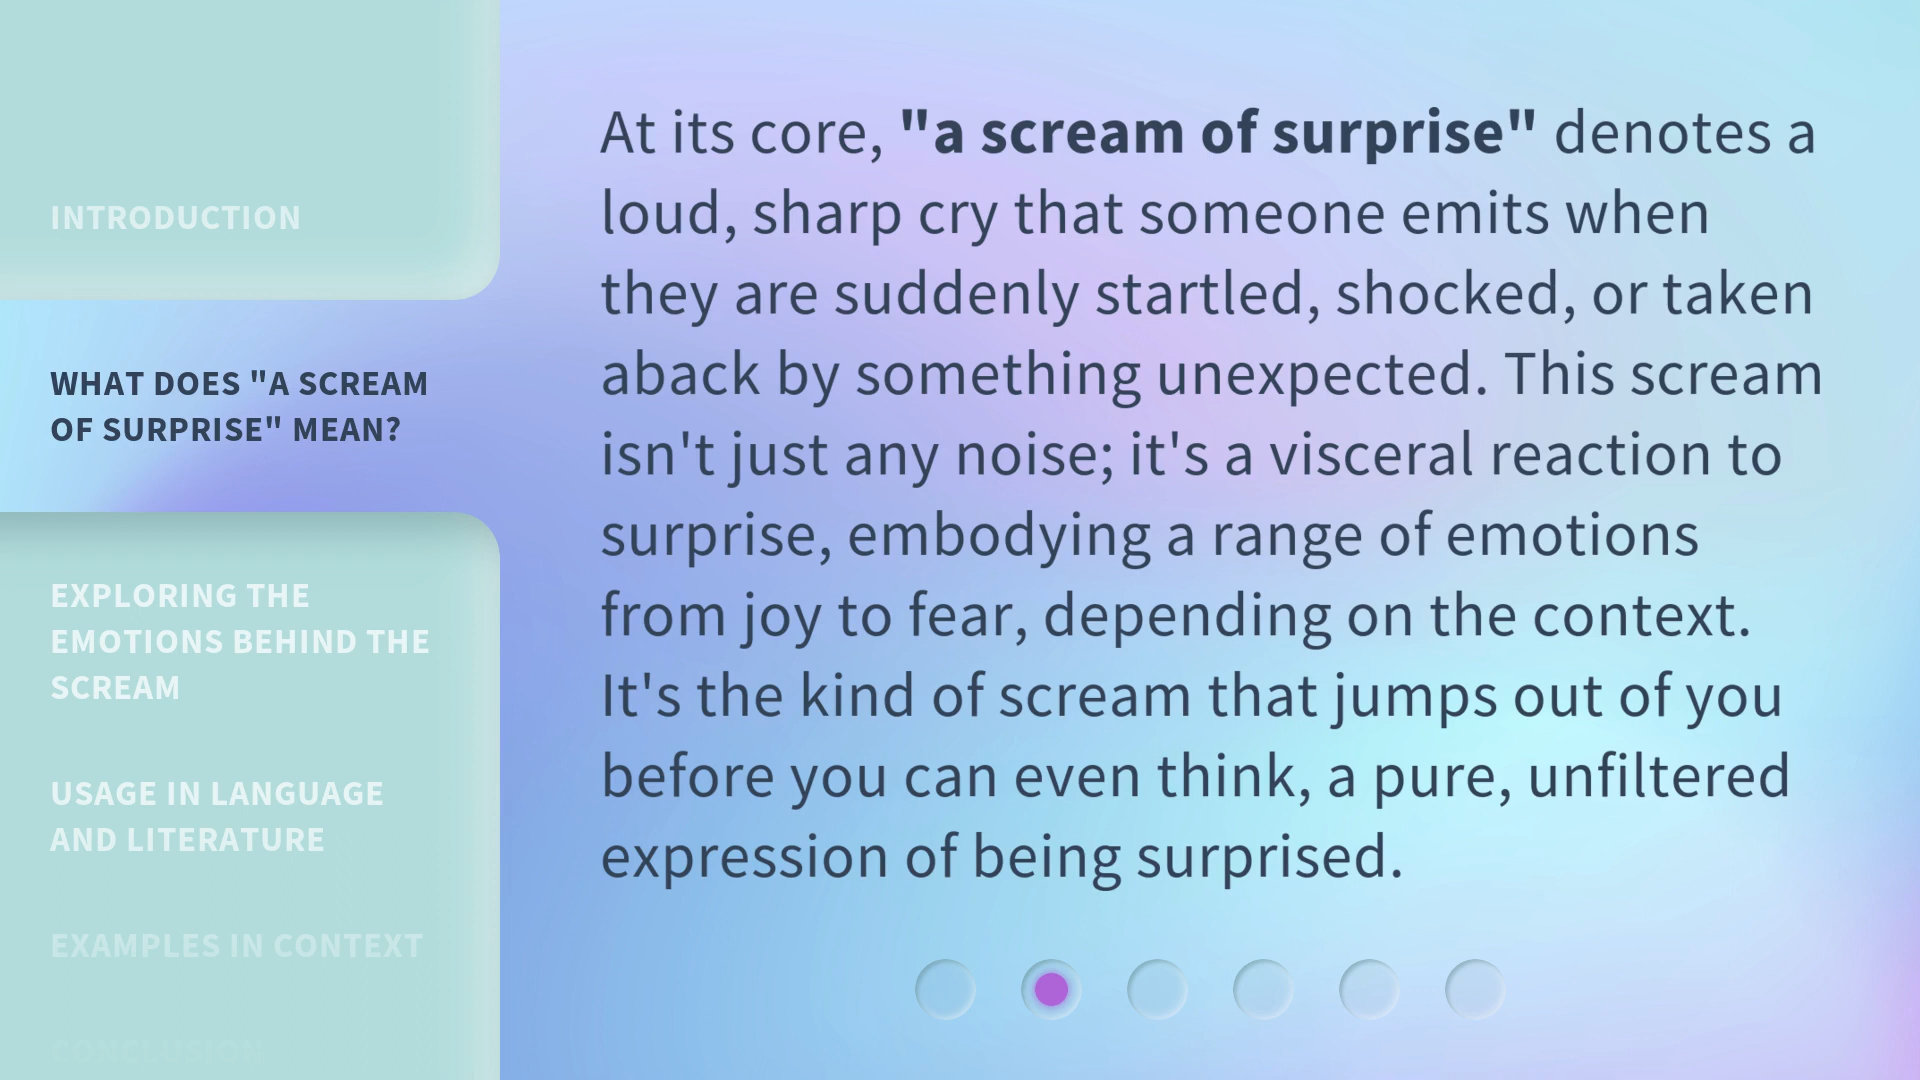 INTRODUCTION
WHAT DOES "A SCREAM
OF SURPRISE" MEAN?
EXPLORING THE
EMOTIONS BEHIND THE
SCREAM
USAGE IN LANGUAGE
AND LITERATURE
EXAMPLES IN CONTEXT
CONCLUSION
At its core, "a scream of surprise" denotes a
loud, sharp cry that someone emits when
they are suddenly startled, shocked, or taken
aback by something unexpected. This scream
isn't just any noise; it's a visceral reaction to
surprise, embodying a range of emotions
from joy to fear, depending on the context.
It's the kind of scream that jumps out of you
before you can even think, a pure, unfiltered
expression of being surprised.